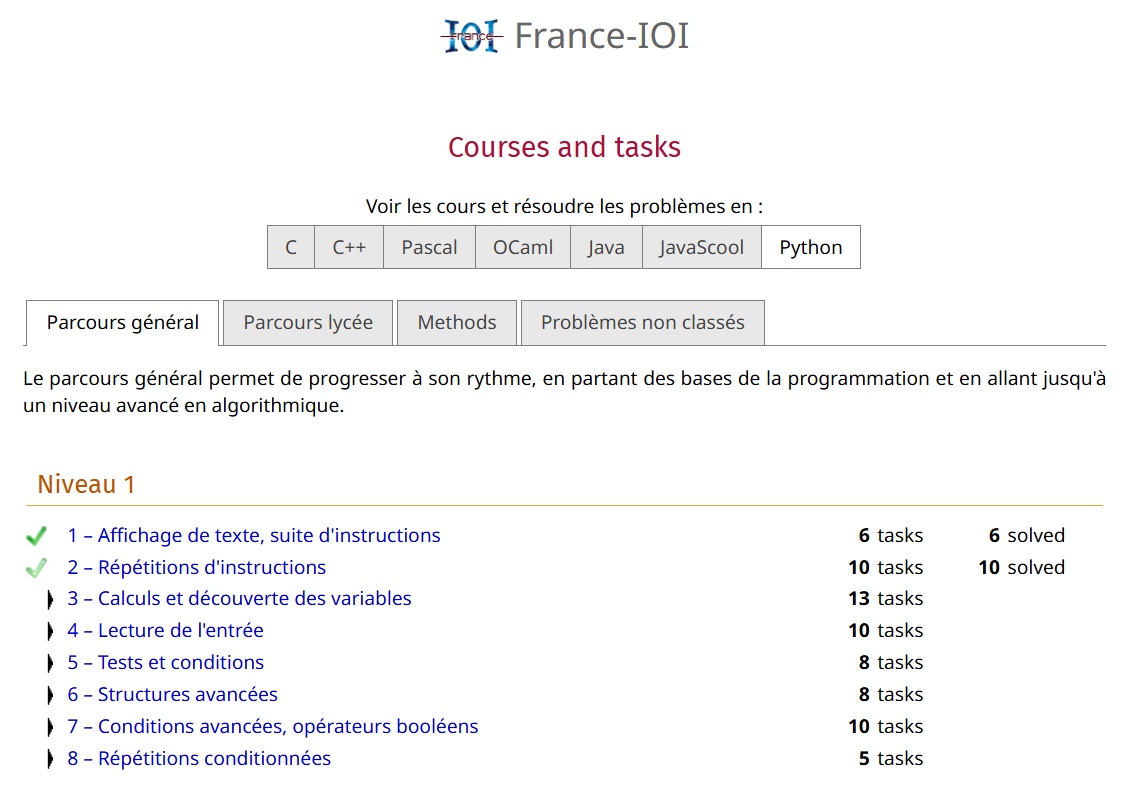 France France-IOI
Courses and tasks
Voir les cours et résoudre les problèmes en :
C C++ Pascal OCaml Java JavaScool Python
Parcours général Parcours lycée Methods Problèmes non classés
Le parcours général permet de progresser à son rythme, en partant des bases de la programmation et en allant jusqu'à
un niveau avancé en algorithmique.
Niveau 1
1 – Affichage de texte, suite d'instructions 6 tasks 6 solved
2 – Répétitions d'instructions 10 tasks 10 solved
3 – Calculs et découverte des variables 13 tasks
4 – Lecture de l'entrée 10 tasks
5 – Tests et conditions 8 tasks
6 – Structures avancées 8 tasks
7 – Conditions avancées, opérateurs booléens 10 tasks
8 – Répétitions conditionnées 5 tasks